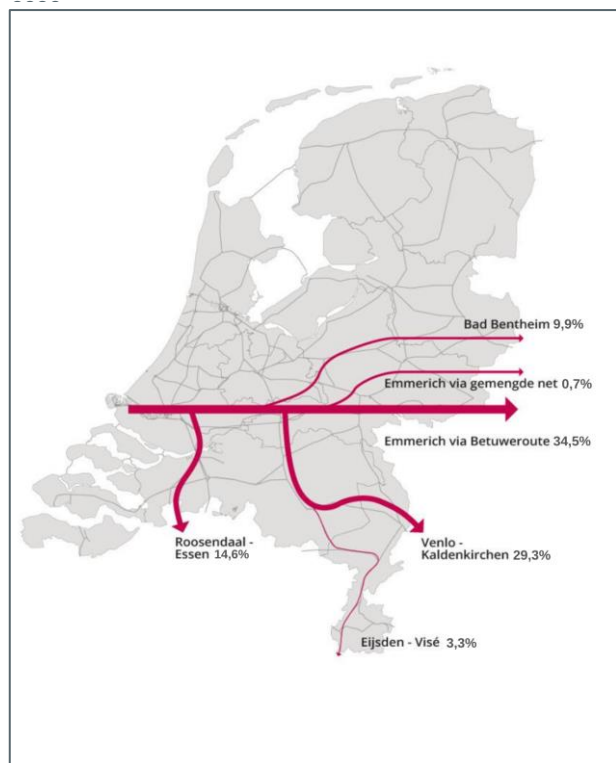 Bad Bentheim 9,9%
Emmerich via gemengde net 0,7%
Emmerich via Betuweroute 34,5%
Roosendaal -
Essen 14,6%
Venlo -
Kaldenkirchen 29,3%
Eijsden - Visé 3,3%